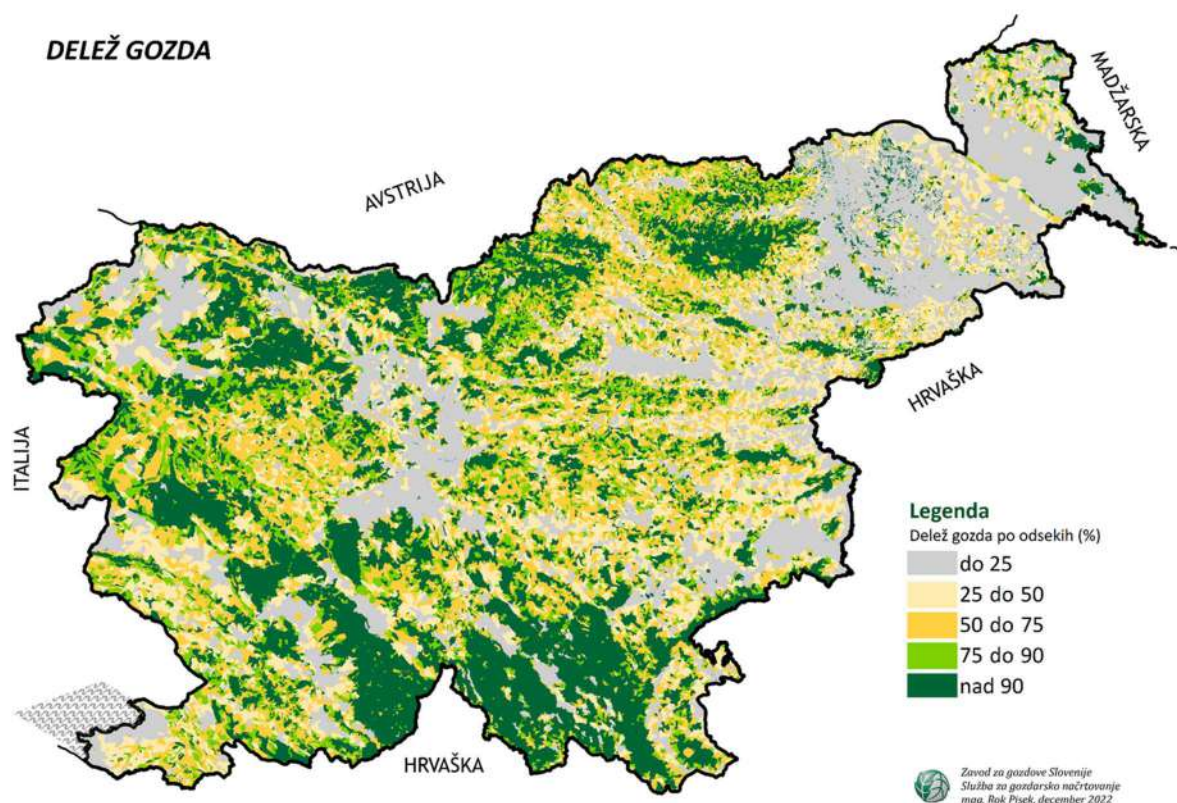 DELEŽ GOZDA
MADŽARSKA
AVSTRIJA
ITALIJA
HRVAŠKA
HRVAŠKA
Legenda
Delež gozda po odsekih (%)
do 25
25 do 50
50 do 75
75 do 90
nad 90
Zavod za gozdove Slovenije
Služba za gozdarsko načrtovanje
mag. Rok Pisek, december 2022